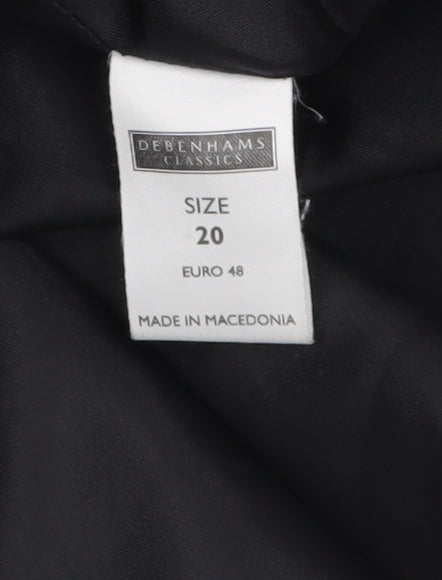 DEBENHAMS
CLASSICS
SIZE
20
EURO 48
MADE IN MACEDONIA